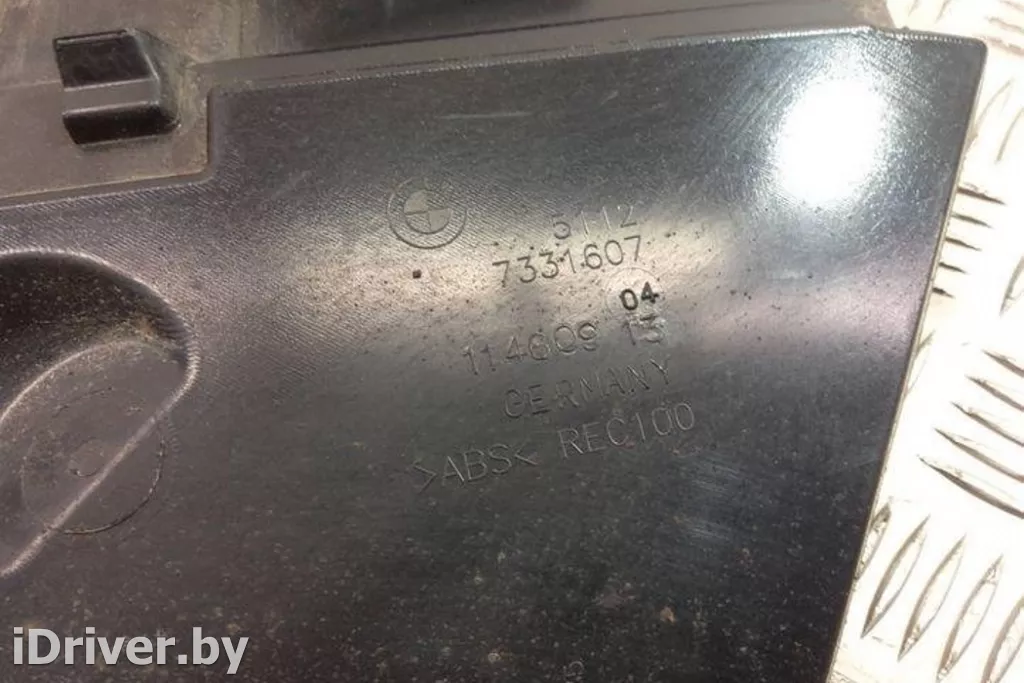 5112
7331607
04
114609 13
GERMANY
>ABS< REC100
iDriver.by